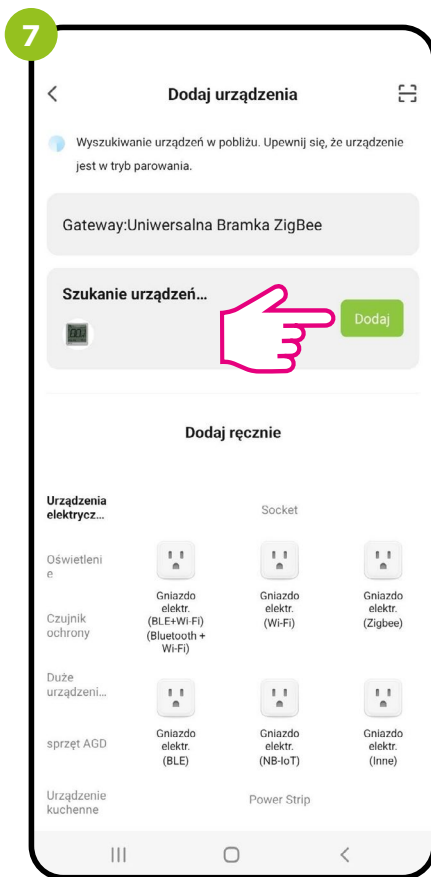 7
Dodaj urządzenia
Wyszukiwanie urządzeń w pobliżu. Upewnij się, że urządzenie
jest w tryb parowania.
Gateway:Uniwersalna Bramka ZigBee
Szukanie urządzeń...
Dodaj
Dodaj ręcznie
Urządzenia
elektrycz...
Socket
Oświetleni
e
Gniazdo
elektr.
(BLE+Wi-Fi)
(Bluetooth +
Wi-Fi)
Gniazdo
elektr.
(Wi-Fi)
Gniazdo
elektr.
(Zigbee)
Czujnik
ochrony
Duże
urządzeni...
sprzęt AGD
Gniazdo
elektr.
(BLE)
Gniazdo
elektr.
(NB-IoT)
Gniazdo
elektr.
(Inne)
Urządzenie
kuchenne
Power Strip